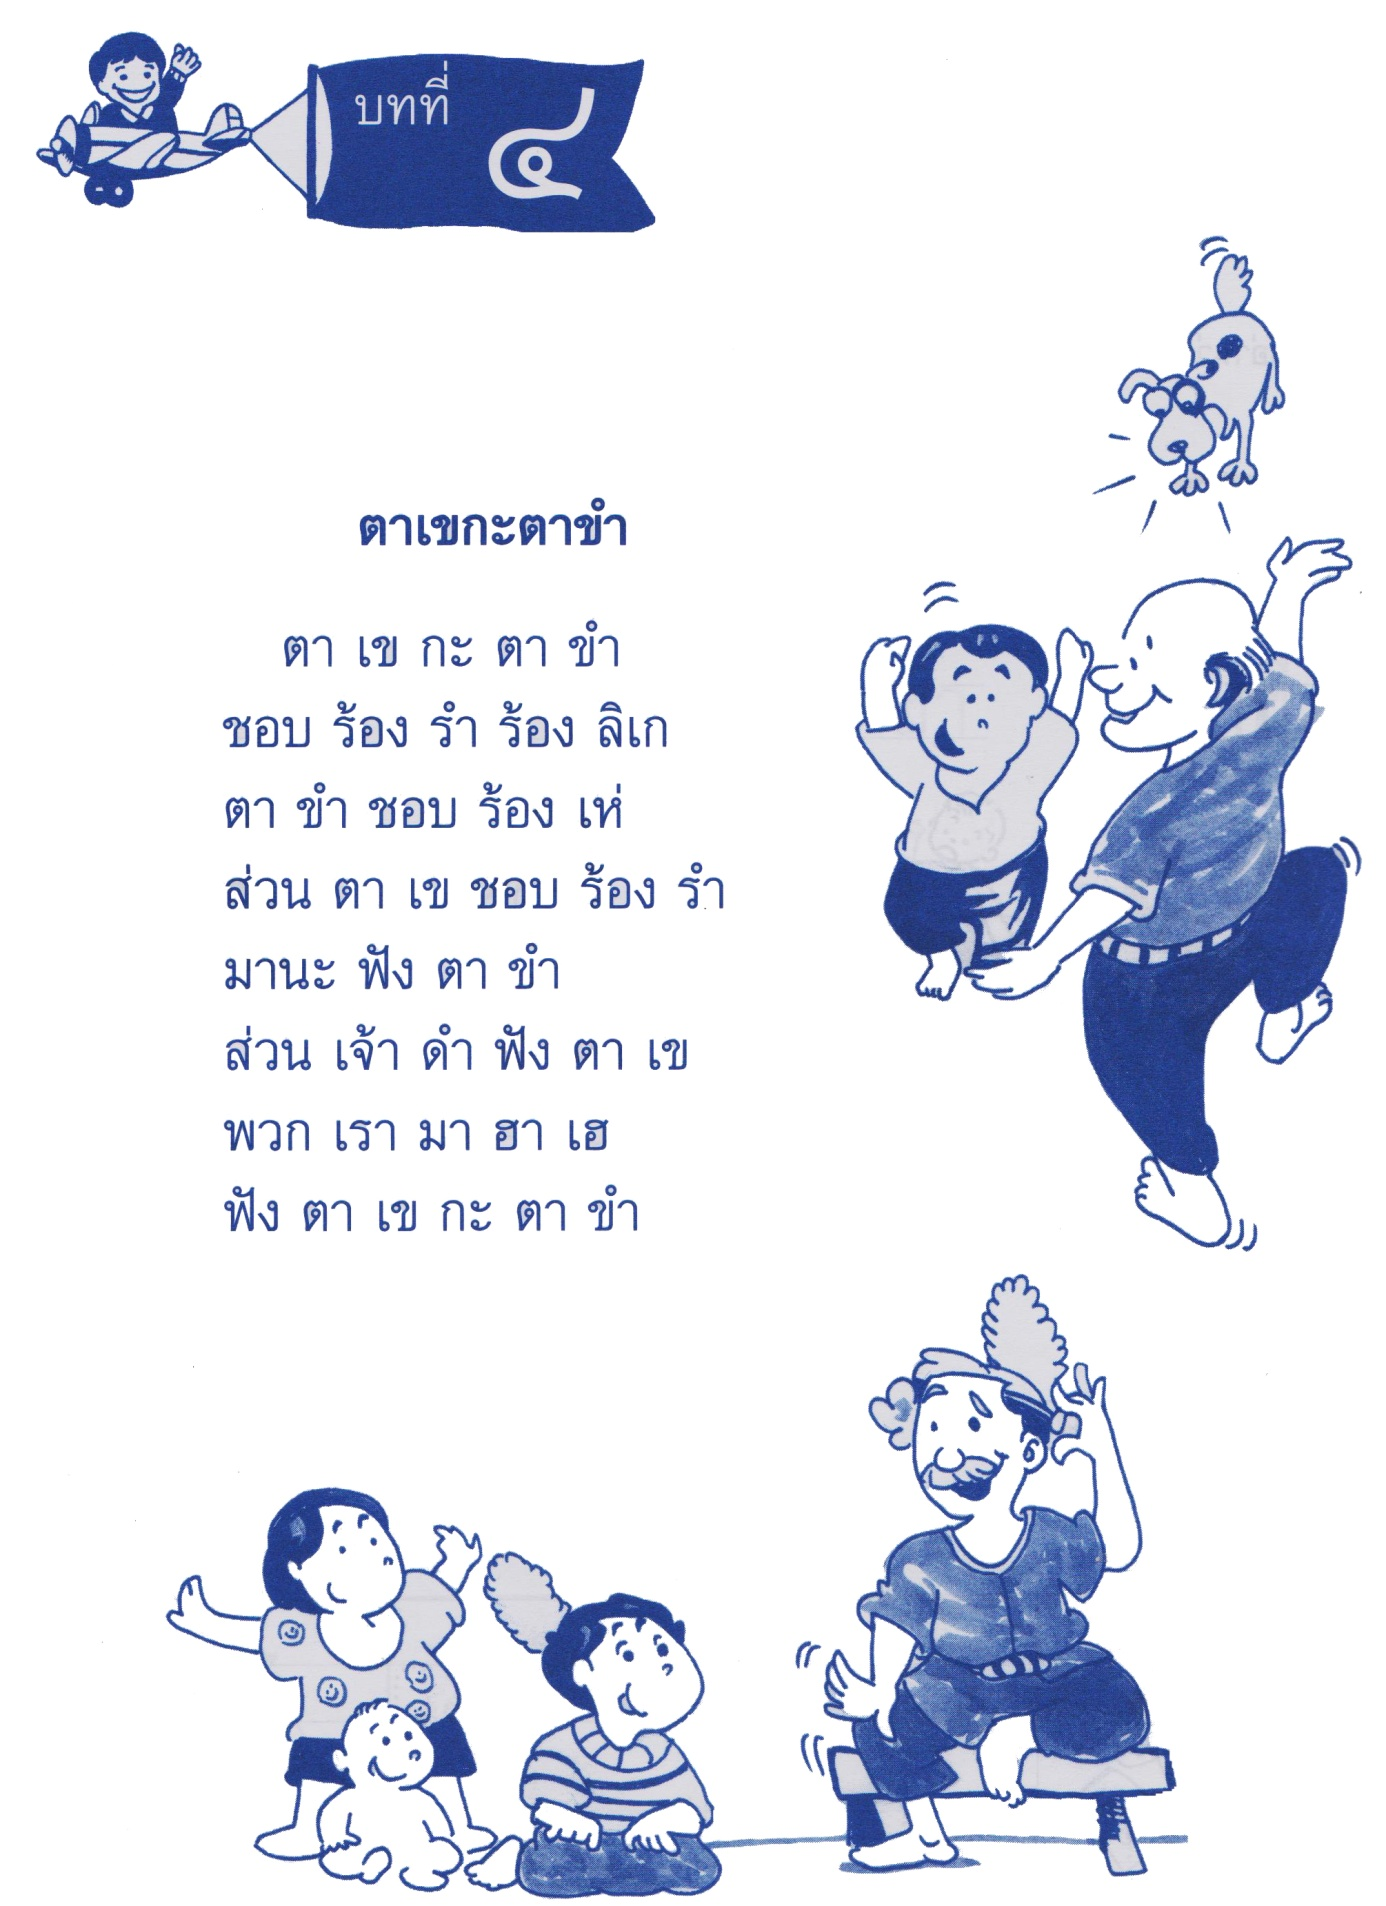 บทที่ ๔
ตาเขกะตาขำ
ตา เข กะ ตา ขำ
ชอบ ร้อง รำ ร้อง ลิเก
ตา ขำ ชอบ ร้อง เห่
ส่วน ตา เข ชอบ ร้อง รำ
มานะ ฟัง ตา ขำ
ส่วน เจ้า ดำ ฟัง ตา เข
พวก เรา มา ฮา เฮ
ฟัง ตา เข กะ ตา ขำ